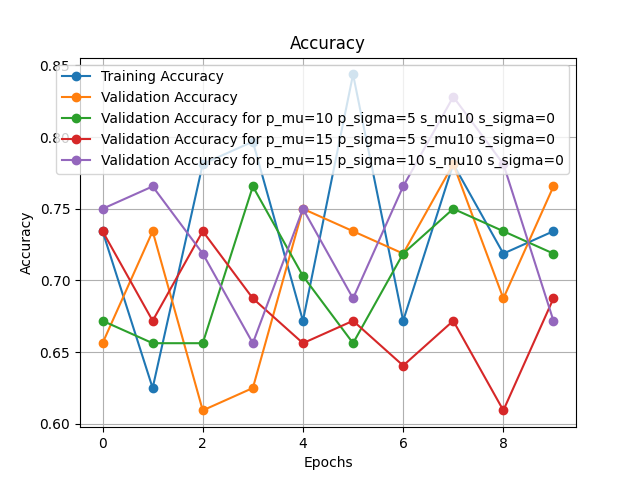 Accuracy
0.85
Training Accuracy
Validation Accuracy
Validation Accuracy for p_mu=10 p_sigma=5 s_mu10 s_sigma=0
0.80
Validation Accuracy for p_mu=15 p_sigma=5 s_mu10 s_sigma=0
Validation Accuracy for p_mu=15 p_sigma=10 s_mu10 s_sigma=0
0.75
Accuracy
0.70
0.65
0.60
0 2 4 6 8
Epochs